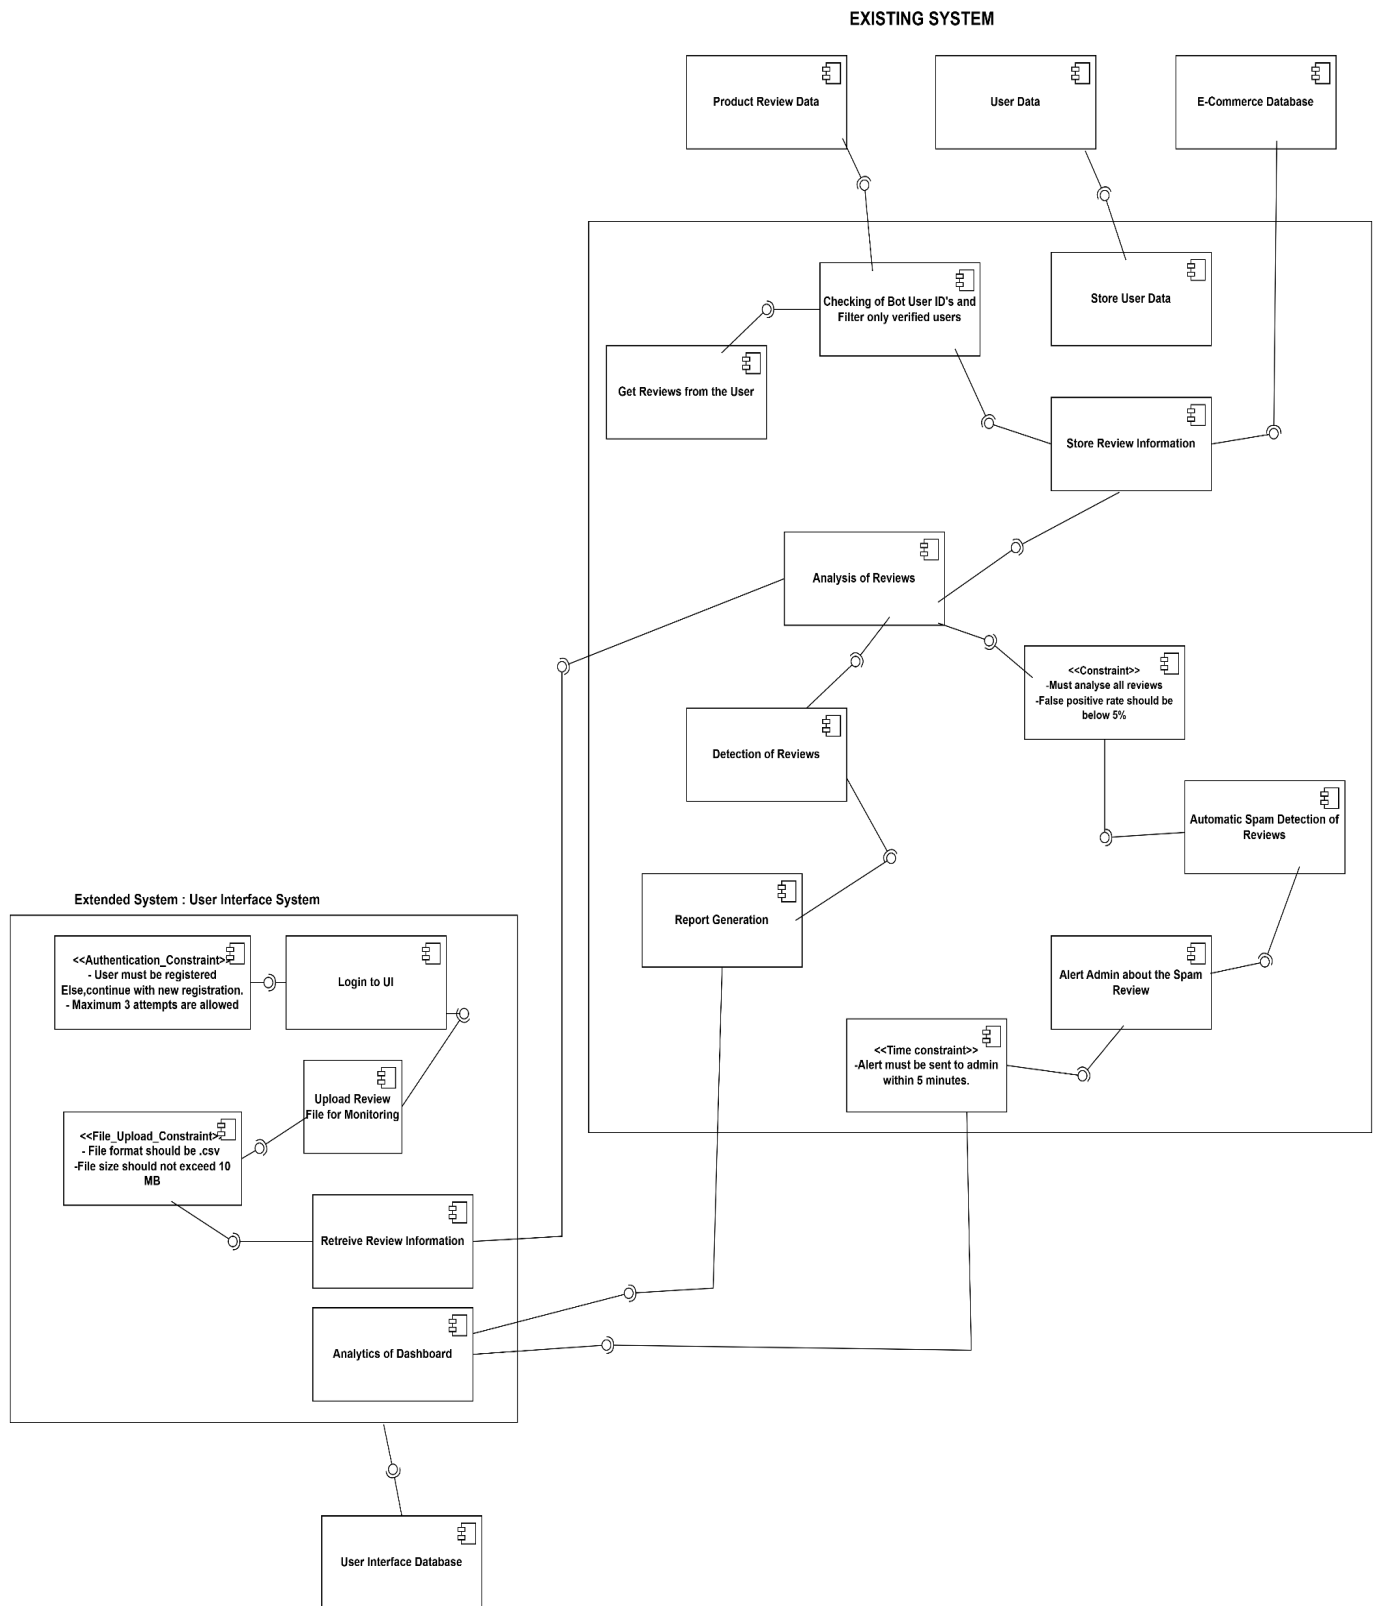 EXISTING SYSTEM
Product Review Data
User Data
E-Commerce Database
Checking of Bot User ID's and
Filter only verified users
Store User Data
Get Reviews from the User
Store Review Information
Analysis of Reviews
<<Constraint>>
-Must analyse all reviews
-False positive rate should be
below 5%
Detection of Reviews
Automatic Spam Detection of
Reviews
Report Generation
Alert Admin about the Spam
Review
<<Time constraint>>
-Alert must be sent to admin
within 5 minutes.
Extended System : User Interface System
<<Authentication_Constraint>>
- User must be registered
Else,continue with new registration.
- Maximum 3 attempts are allowed
Login to UI
Upload Review
File for Monitoring
<<File_Upload_Constraint>>
- File format should be .csv
-File size should not exceed 10
MB
Retreive Review Information
Analytics of Dashboard
User Interface Database